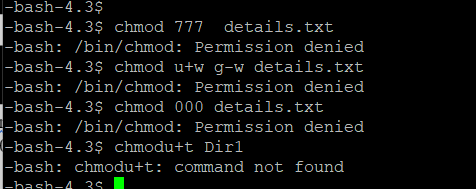 -bash-4.3$
-bash-4.3$ chmod 777  details.txt
-bash: /bin/chmod: Permission denied
-bash-4.3$ chmod u+w g-w details.txt
-bash: /bin/chmod: Permission denied
-bash-4.3$ chmod 000 details.txt
-bash: /bin/chmod: Permission denied
-bash-4.3$ chmodu+t Dir1
-bash: chmodu+t: command not found
-bash-4.3$